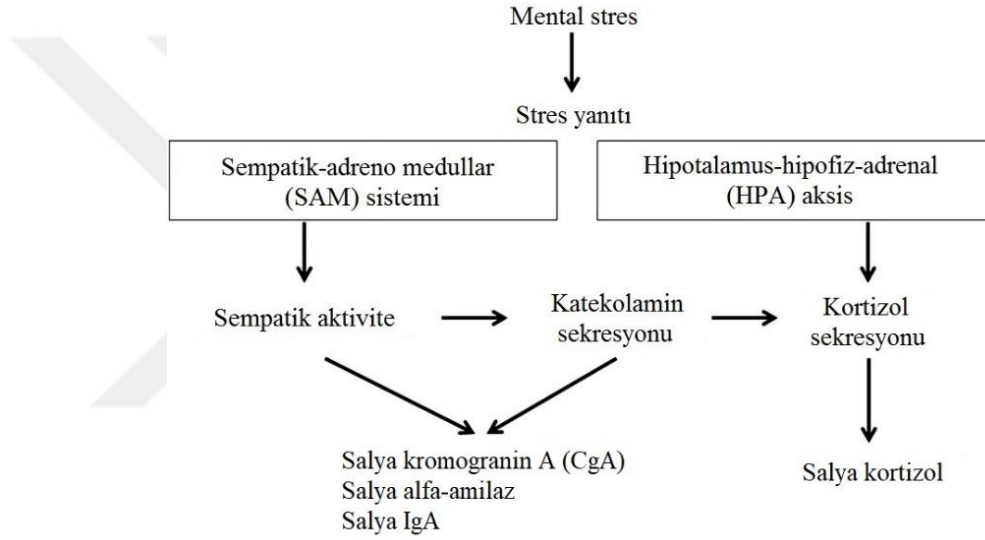 Mental stres
Stres yanıtı
Sempatik-adreno medullar
(SAM) sistemi
Hipotalamus-hipofiz-adrenal
(HPA) aksis
Sempatik aktivite
Katekolamin
sekresyonu
Kortizol
sekresyonu
Salya kromogranin A (CgA)
Salya alfa-amilaz
Salya IgA
Salya kortizol